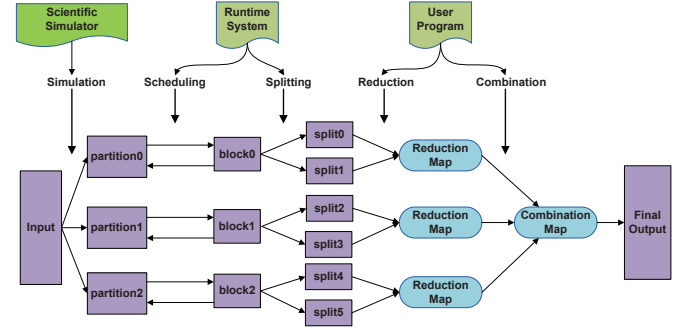 Scientific
Simulator
Runtime
System
User
Program
Simulation
Scheduling
Splitting
Reduction
Combination
Input
partition0
partition1
partition2
block0
block1
block2
split0
split1
split2
split3
split4
split5
Reduction
Map
Reduction
Map
Reduction
Map
Combination
Map
Final
Output